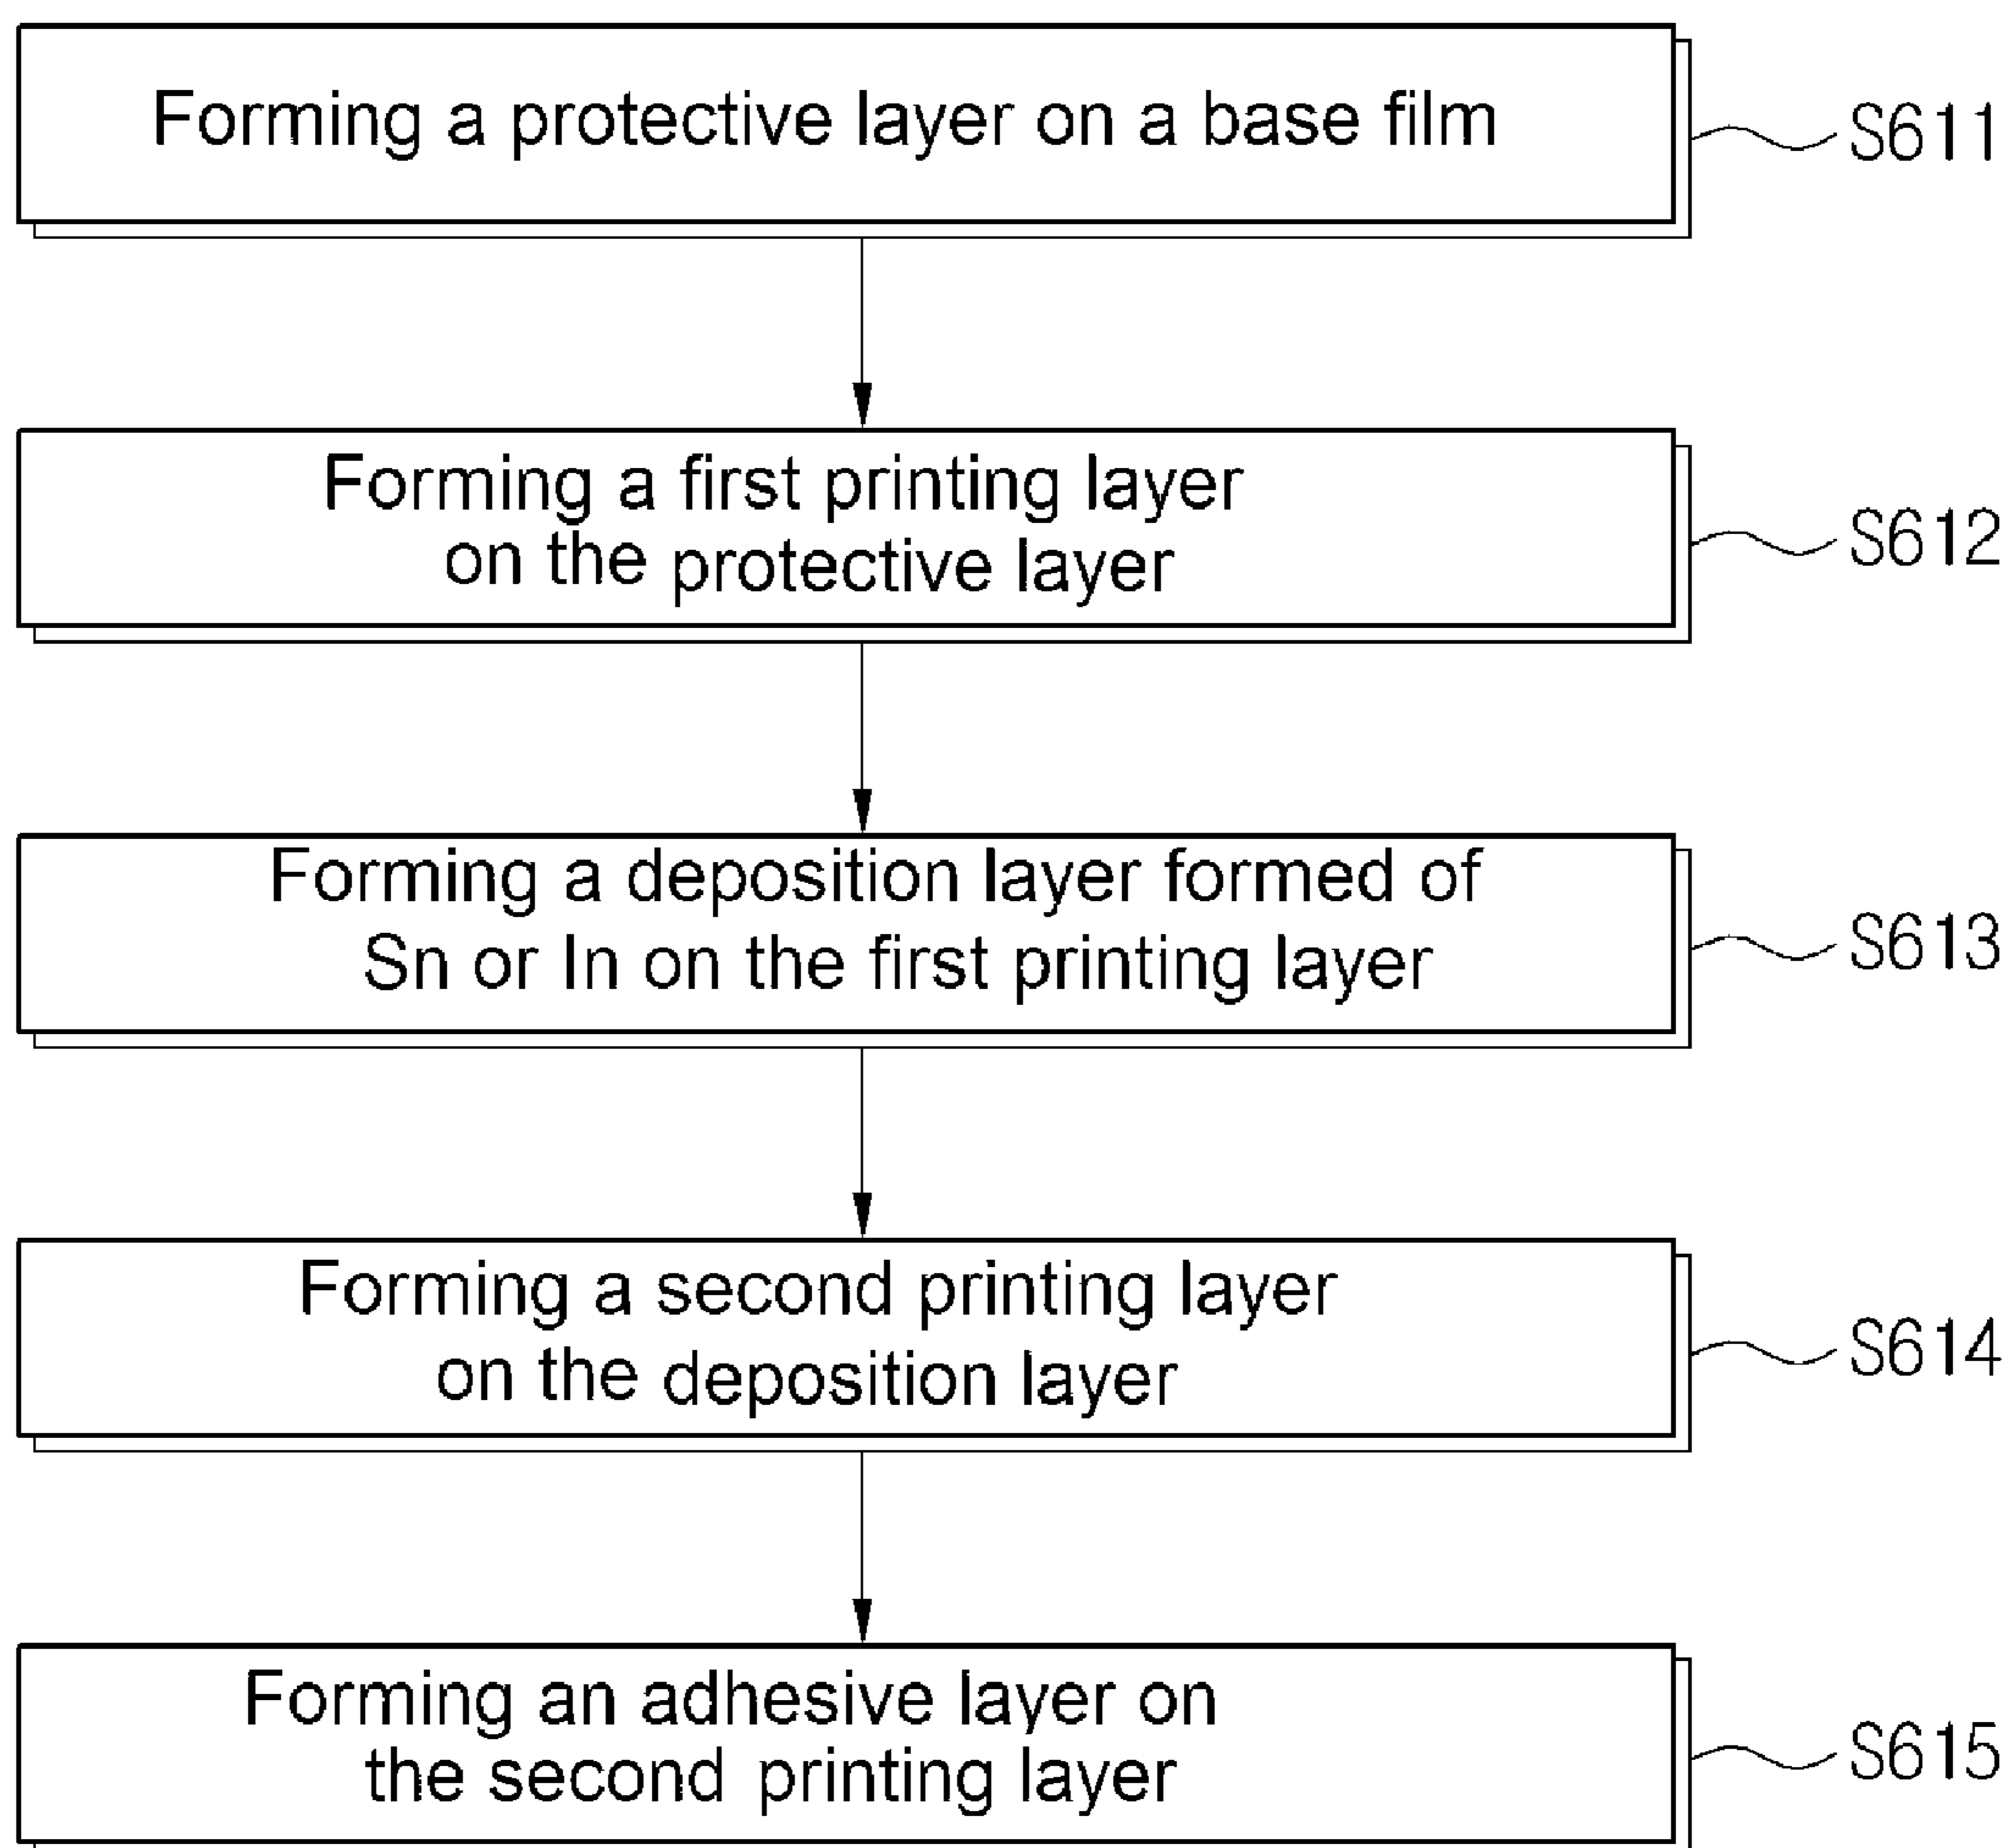 Forming a protective layer on a base film
S611
Forming a first printing layer
on the protective layer
S612
Forming a deposition layer formed of
Sn or In on the first printing layer
S613
Forming a second printing layer
on the deposition layer
S614
Forming an adhesive layer on
the second printing layer
S615